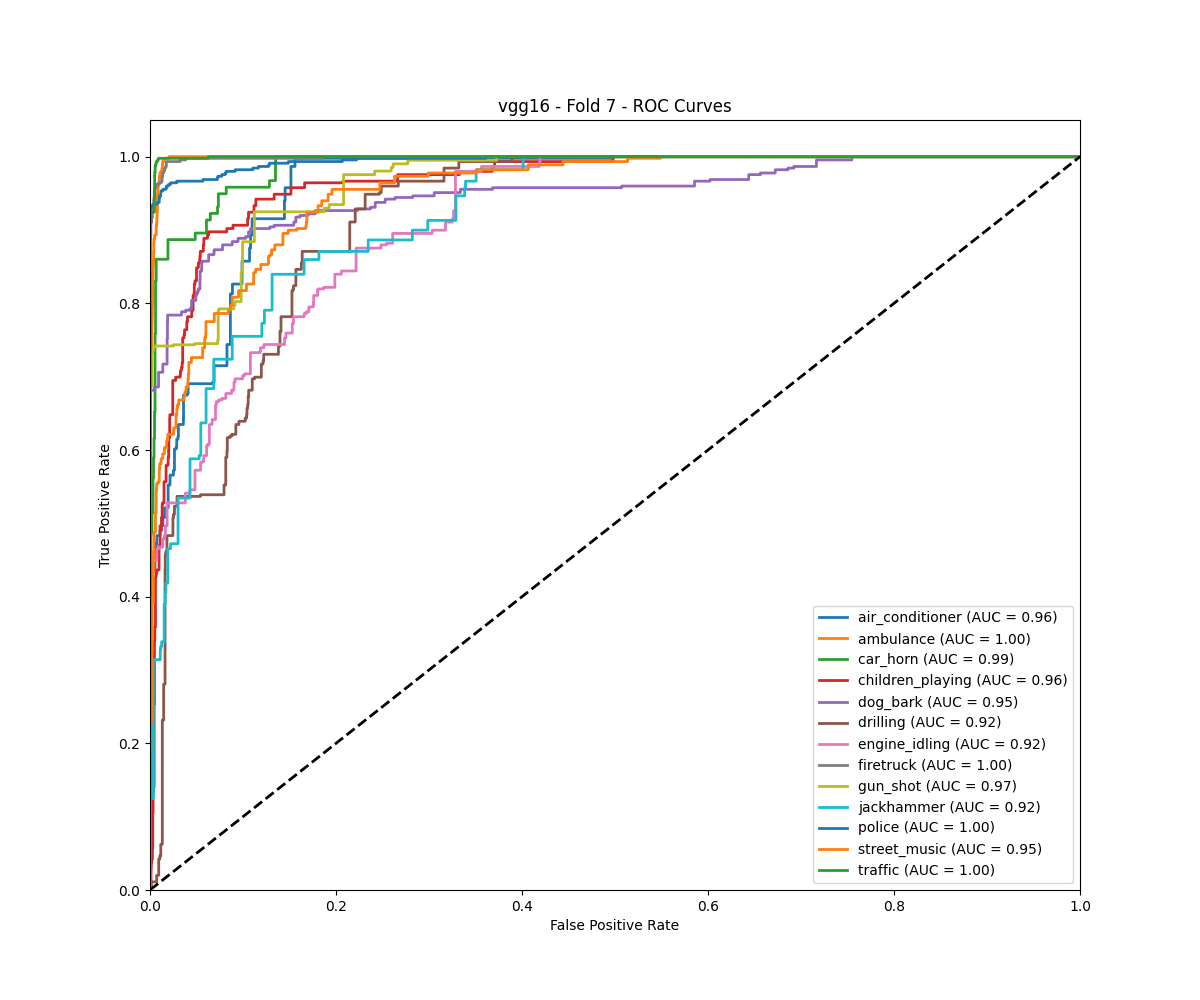 vgg16 - Fold 7 - ROC Curves
True Positive Rate
1.0
0.8
0.6
0.4
0.2
0.0
air_conditioner (AUC = 0.96)
ambulance (AUC = 1.00)
car_horn (AUC = 0.99)
children_playing (AUC = 0.96)
dog_bark (AUC = 0.95)
drilling (AUC = 0.92)
engine_idling (AUC = 0.92)
firetruck (AUC = 1.00)
gun_shot (AUC = 0.97)
jackhammer (AUC = 0.92)
police (AUC = 1.00)
street_music (AUC = 0.95)
traffic (AUC = 1.00)
0.0 0.2 0.4 0.6 0.8 1.0
False Positive Rate